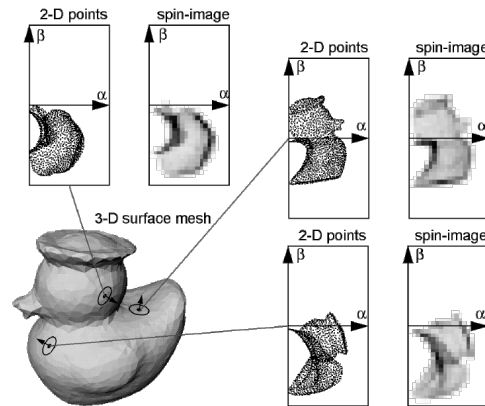 2-D points spin-image
β β
α α
2-D points spin-image
β β
α α
3-D surface mesh
2-D points spin-image
β β
α α